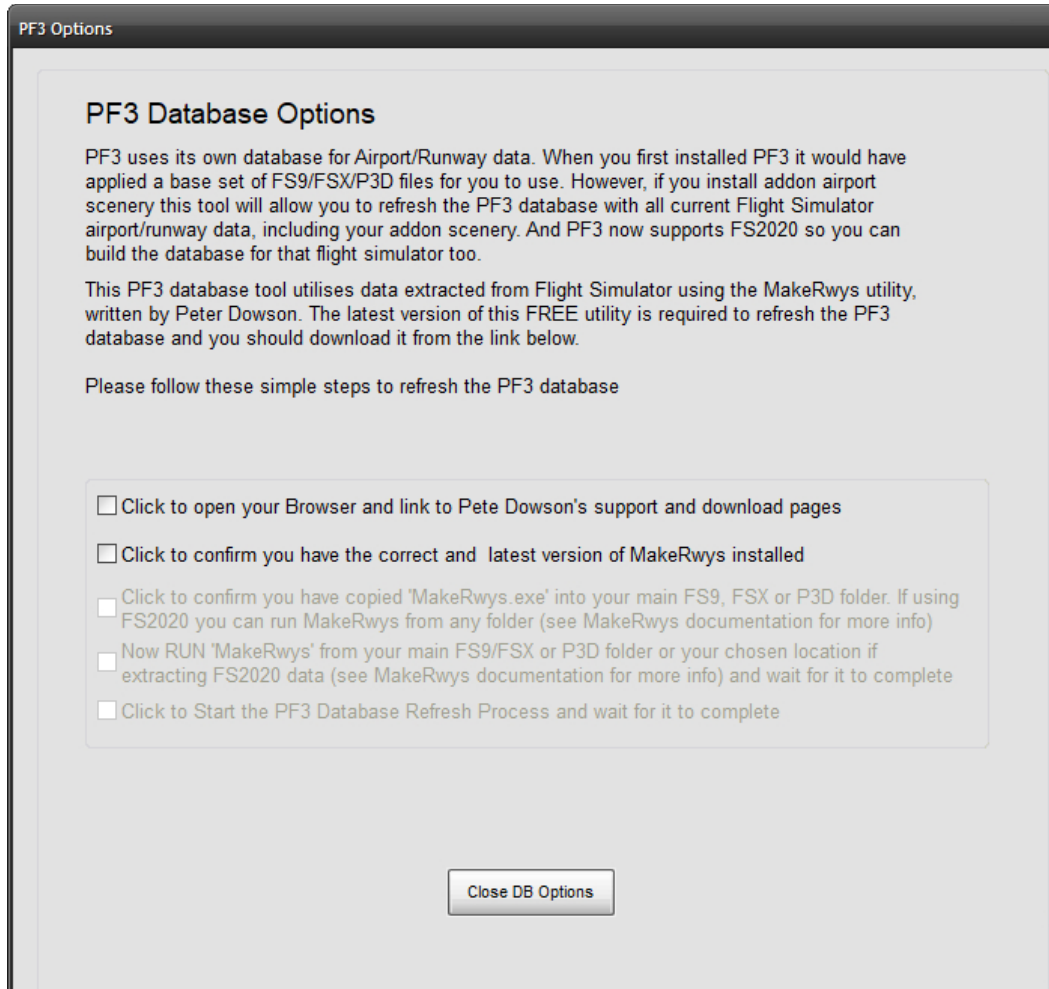 PF3 Options
PF3 Database Options
PF3 uses its own database for Airport/Runway data. When you first installed PF3 it would have
applied a base set of FS9/FSX/P3D files for you to use. However, if you install addon airport
scenery this tool will allow you to refresh the PF3 database with all current Flight Simulator
airport/runway data, including your addon scenery. And PF3 now supports FS2020 so you can
build the database for that flight simulator too.
This PF3 database tool utilises data extracted from Flight Simulator using the MakeRwys utility,
written by Peter Dowson. The latest version of this FREE utility is required to refresh the PF3
database and you should download it from the link below.
Please follow these simple steps to refresh the PF3 database
Click to open your Browser and link to Pete Dowson's support and download pages
Click to confirm you have the correct and  latest version of MakeRwys installed
Click to confirm you have copied 'MakeRwys.exe' into your main FS9, FSX or P3D folder. If using
FS2020 you can run MakeRwys from any folder (see MakeRwys documentation for more info)
Now RUN 'MakeRwys' from your main FS9/FSX or P3D folder or your chosen location if
extracting FS2020 data (see MakeRwys documentation for more info) and wait for it to complete
Click to Start the PF3 Database Refresh Process and wait for it to complete
Close DB Options